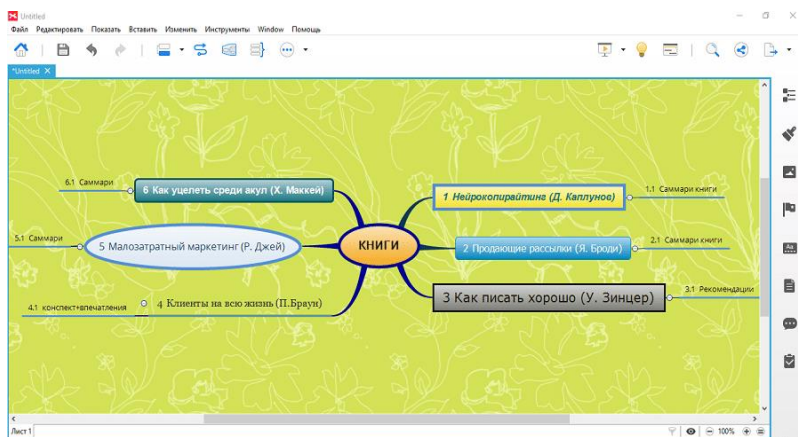 Untitled
Файл Редактировать Показать Вставить Изменить Инструменты Window Помощь
*Untitled X
6.1 Саммари
6 Как уцелеть среди акул (Х. Маккей)
5.1 Саммари
5 Малозатратный маркетинг (Р. Джей)
4.1 конспект+впечатления
4 Клиенты на всю жизнь (П.Браун)
КНИГИ
1 Нейрокопирайтинг (Д. Каплунов)
1.1 Саммари книги
2 Продающие рассылки (Я. Броди)
2.1 Саммари книги
3 Как писать хорошо (У. Зинцер)
3.1 Рекомендации
Лист 1
100%